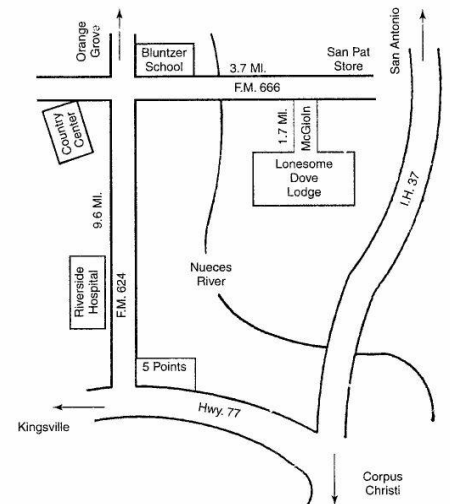 Orange
Grove
Bluntzer
School
3.7 MI.
San Pat
Store
San Antonio
F.M. 666
Country
Center
1.7 MI.
McGloIn
Lonesome
Dove
Lodge
I.H. 37
9.6 MI.
Riverside
Hospital
F.M. 624
Nueces
River
5 Points
Hwy. 77
Kingsville
Corpus
Christi